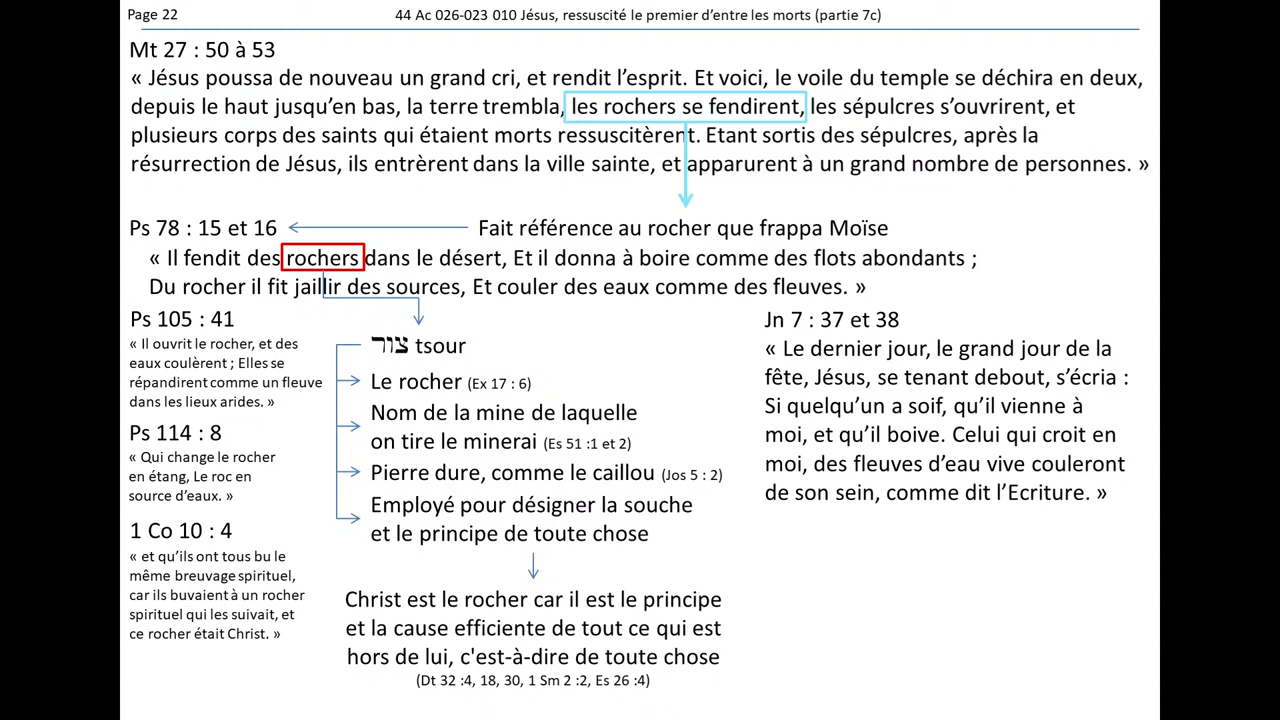 Page 22
44 Ac 026-023 010 Jésus, ressuscité le premier d’entre les morts (partie 7c)
Mt 27 : 50 à 53
« Jésus poussa de nouveau un grand cri, et rendit l’esprit. Et voici, le voile du temple se déchira en deux,
depuis le haut jusqu’en bas, la terre trembla, les rochers se fendirent, les sépulcres s’ouvrirent, et
plusieurs corps des saints qui étaient morts ressuscitèrent. Etant sortis des sépulcres, après la
résurrection de Jésus, ils entrèrent dans la ville sainte, et apparurent à un grand nombre de personnes. »
Ps 78 : 15 et 16
Fait référence au rocher que frappa Moïse
« Il fendit des rochers dans le désert, Et il donna à boire comme des flots abondants ;
Du rocher il fit jaillir des sources, Et couler des eaux comme des fleuves. »
Ps 105 : 41
« Il ouvrit le rocher, et des
eaux coulèrent ; Elles se
répandirent comme un fleuve
dans les lieux arides. »
Ps 114 : 8
« Qui change le rocher
en étang, Le roc en
source d’eaux. »
1 Co 10 : 4
« et qu’ils ont tous bu le
même breuvage spirituel,
car ils buvaient à un rocher
spirituel qui les suivait, et
ce rocher était Christ. »
צור tsour
Le rocher (Ex 17 : 6)
Nom de la mine de laquelle
on tire le minerai (Es 51 :1 et 2)
Pierre dure, comme le caillou (Jos 5 : 2)
Employé pour désigner la souche
et le principe de toute chose
Christ est le rocher car il est le principe
et la cause efficiente de tout ce qui est
hors de lui, c'est-à-dire de toute chose
(Dt 32 :4, 18, 30, 1 Sm 2 :2, Es 26 :4)
Jn 7 : 37 et 38
« Le dernier jour, le grand jour de la
fête, Jésus, se tenant debout, s’écria :
Si quelqu’un a soif, qu’il vienne à
moi, et qu’il boive. Celui qui croit en
moi, des fleuves d’eau vive couleront
de son sein, comme dit l’Ecriture. »